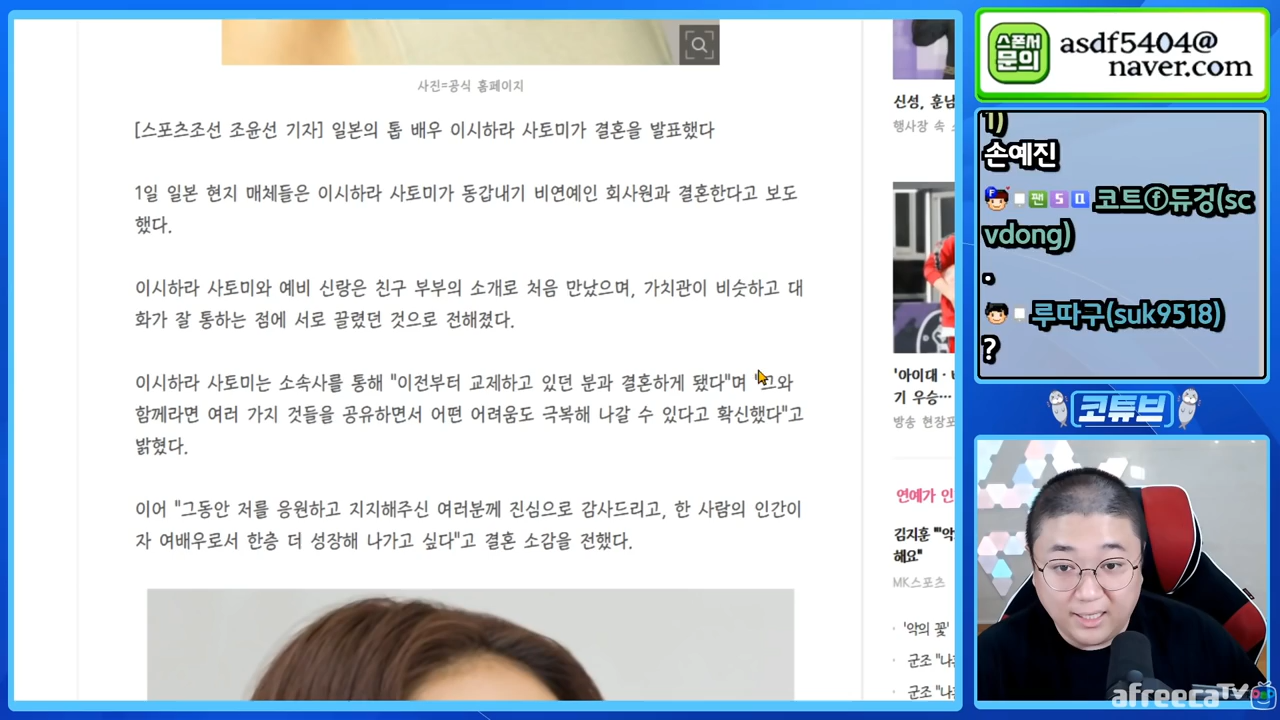 사진=공식 홈페이지
[스포츠조선 조윤선 기자] 일본의 톱 배우 이시하라 사토미가 결혼을 발표했다
1일 일본 현지 매체들은 이시하라 사토미가 동갑내기 비연예인 회사원과 결혼한다고 보도
했다.
이시하라 사토미와 예비 신랑은 친구 부부의 소개로 처음 만났으며, 가치관이 비슷하고 대
화가 잘 통하는 점에 서로 끌렸던 것으로 전해졌다.
이시하라 사토미는 소속사를 통해 "이전부터 교제하고 있던 분과 결혼하게 됐다"며 "그와
함께라면 여러 가지 것들을 공유하면서 어떤 어려움도 극복해 나갈 수 있다고 확신했다"고
밝혔다.
이어 "그동안 저를 응원하고 지지해주신 여러분께 진심으로 감사드리고, 한 사람의 인간이
자 여배우로서 한층 더 성장해 나가고 싶다"고 결혼 소감을 전했다.
신성, 훈남
행사장 속
'아이대
기 우승…
방송 현장포
연예가 인
김지훈 "'악
해요"
MK스포츠
'악의 꽃'
군조 "나
군조 "나
스폰서
문의
asdf5404@
naver.com
1)
손예진
F 팬 5 코트ⓕ듀겅(sc
vdong)
.
루따구(suk9518)
?
코튜브
afreecaTV